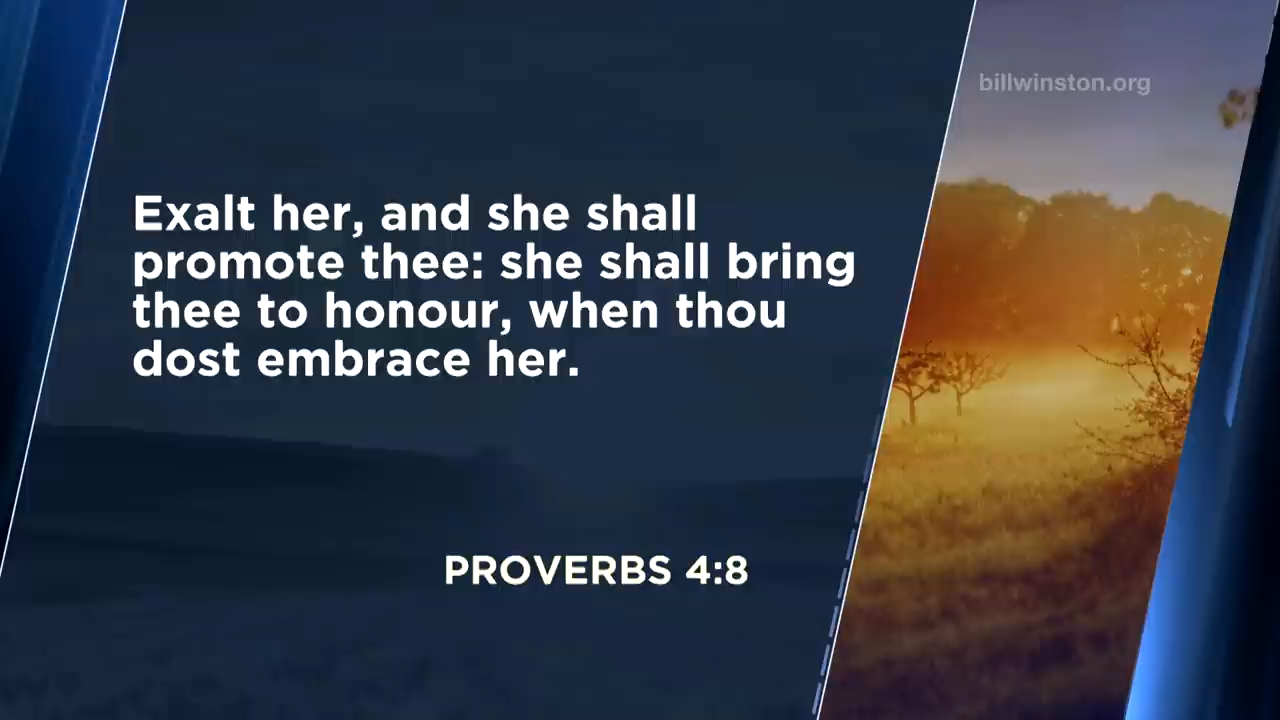 billwinston.org
Exalt her, and she shall
promote thee: she shall bring
thee to honour, when thou
dost embrace her.
PROVERBS 4:8